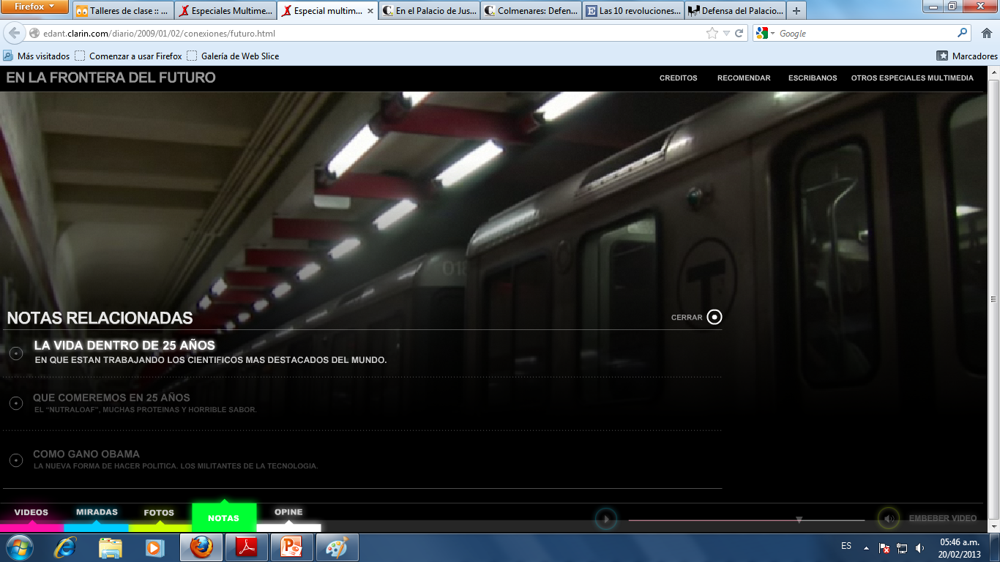 Firefox
Talleres de clase :: ...
Especiales Multime...
Especial multim...
En el Palacio de Jus...
Colmenares: Defen...
Las 10 revoluciones...
Defensa del Palacio...
edant.clarin.com/diario/2009/01/02/conexiones/futuro.html
Google
Más visitados
Comenzar a usar Firefox
Galería de Web Slice
Marcadores
EN LA FRONTERA DEL FUTURO
CREDITOS
RECOMENDAR
ESCRIBANOS
OTROS ESPECIALES MULTIMEDIA
018
T
NOTAS RELACIONADAS
CERRAR
LA VIDA DENTRO DE 25 AÑOS
EN QUE ESTAN TRABAJANDO LOS CIENTIFICOS MAS DESTACADOS DEL MUNDO.
QUE COMEREMOS EN 25 AÑOS
EL “NUTRALOAF”, MUCHAS PROTEINAS Y HORRIBLE SABOR.
COMO GANO OBAMA
LA NUEVA FORMA DE HACER POLITICA. LOS MILITANTES DE LA TECNOLOGIA.
VIDEOS
MIRADAS
FOTOS
NOTAS
OPINE
EMBEBER VIDEO
ES
05:46 a.m.
20/02/2013